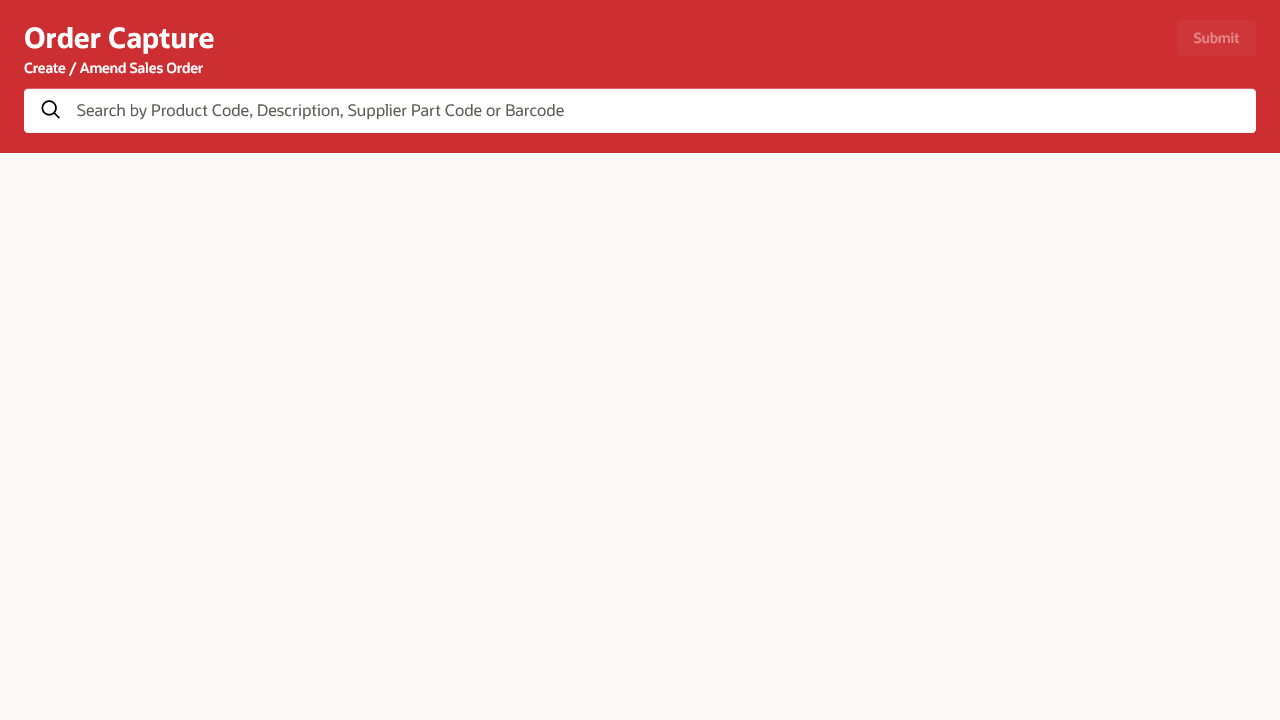 Order Capture
Submit
Create / Amend Sales Order
Search by Product Code, Description, Supplier Part Code or Barcode